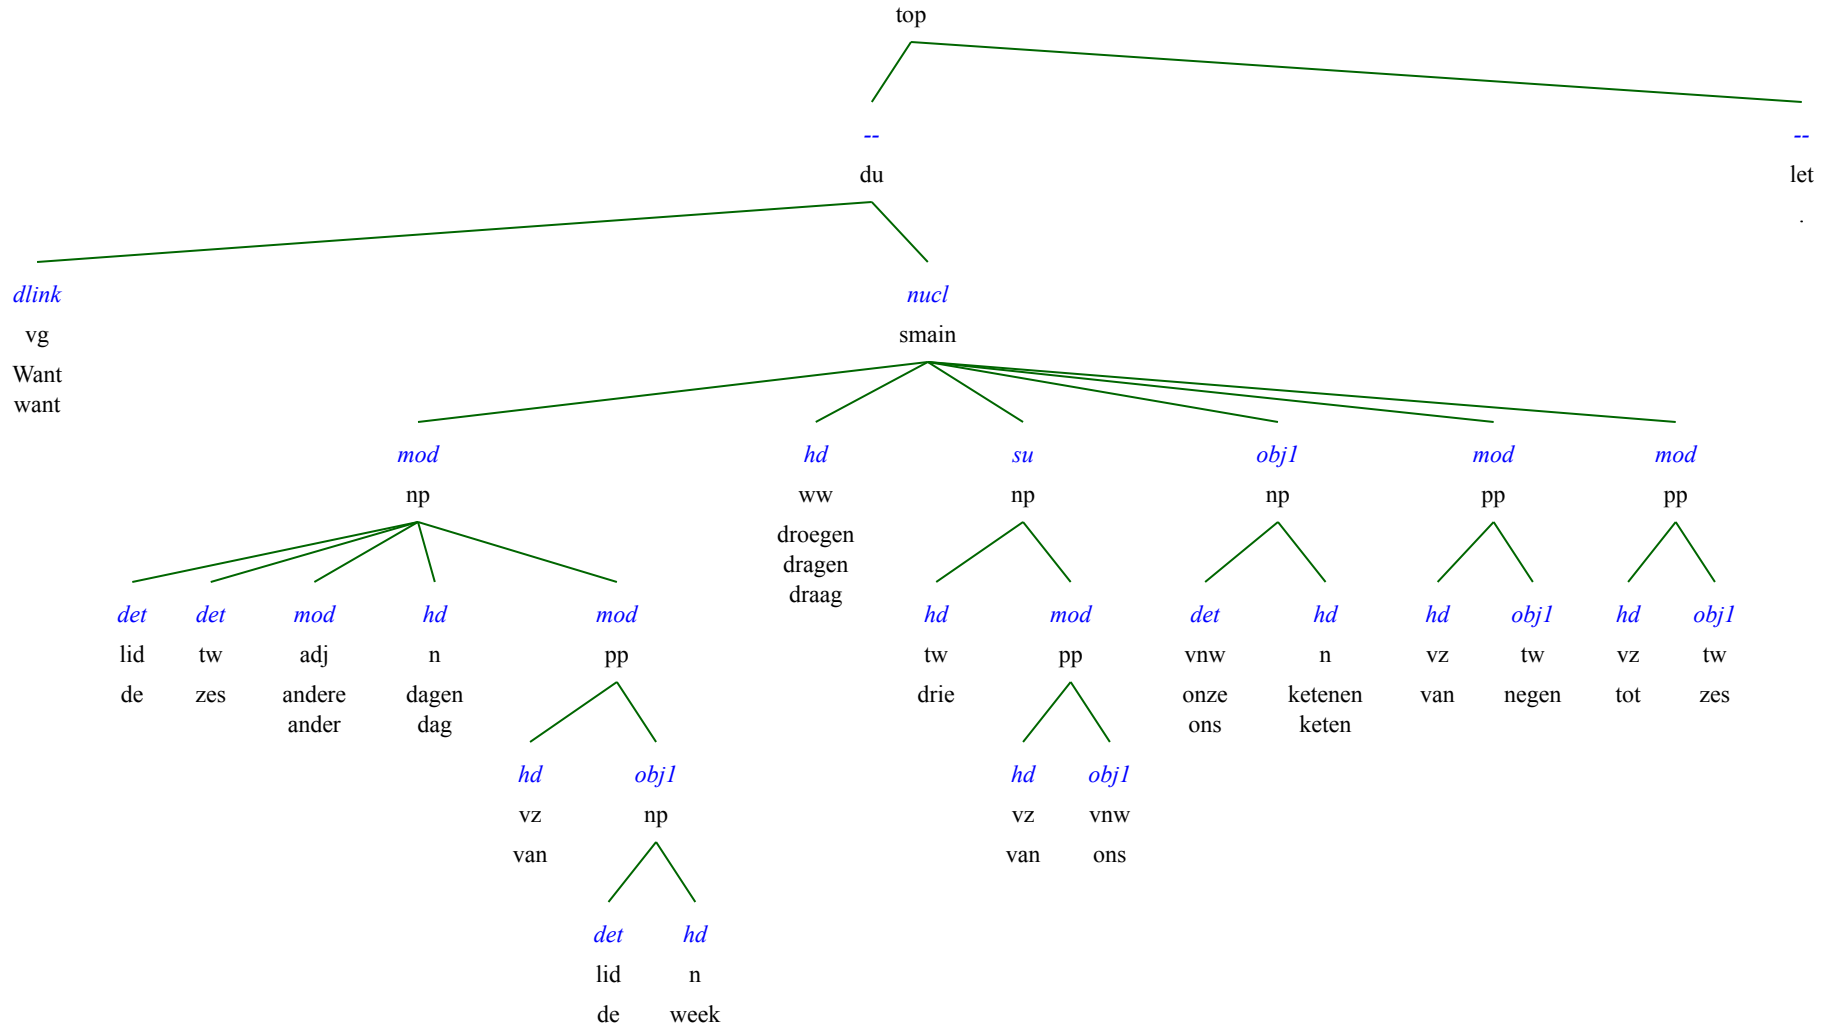 top
-- --
du let
.
dlink nucl
vg smain
Want
want
mod hd su obj1 mod mod
np ww np np pp pp
droegen
dragen
draag
det det mod hd mod hd mod det hd hd obj1 hd obj1
lid tw adj n pp tw pp vnw n vz tw vz tw
de zes andere dagen drie onze ketenen van negen tot zes
ander dag ons keten
hd obj1 hd obj1
vz np vz vnw
van van ons
det hd
lid n
de week